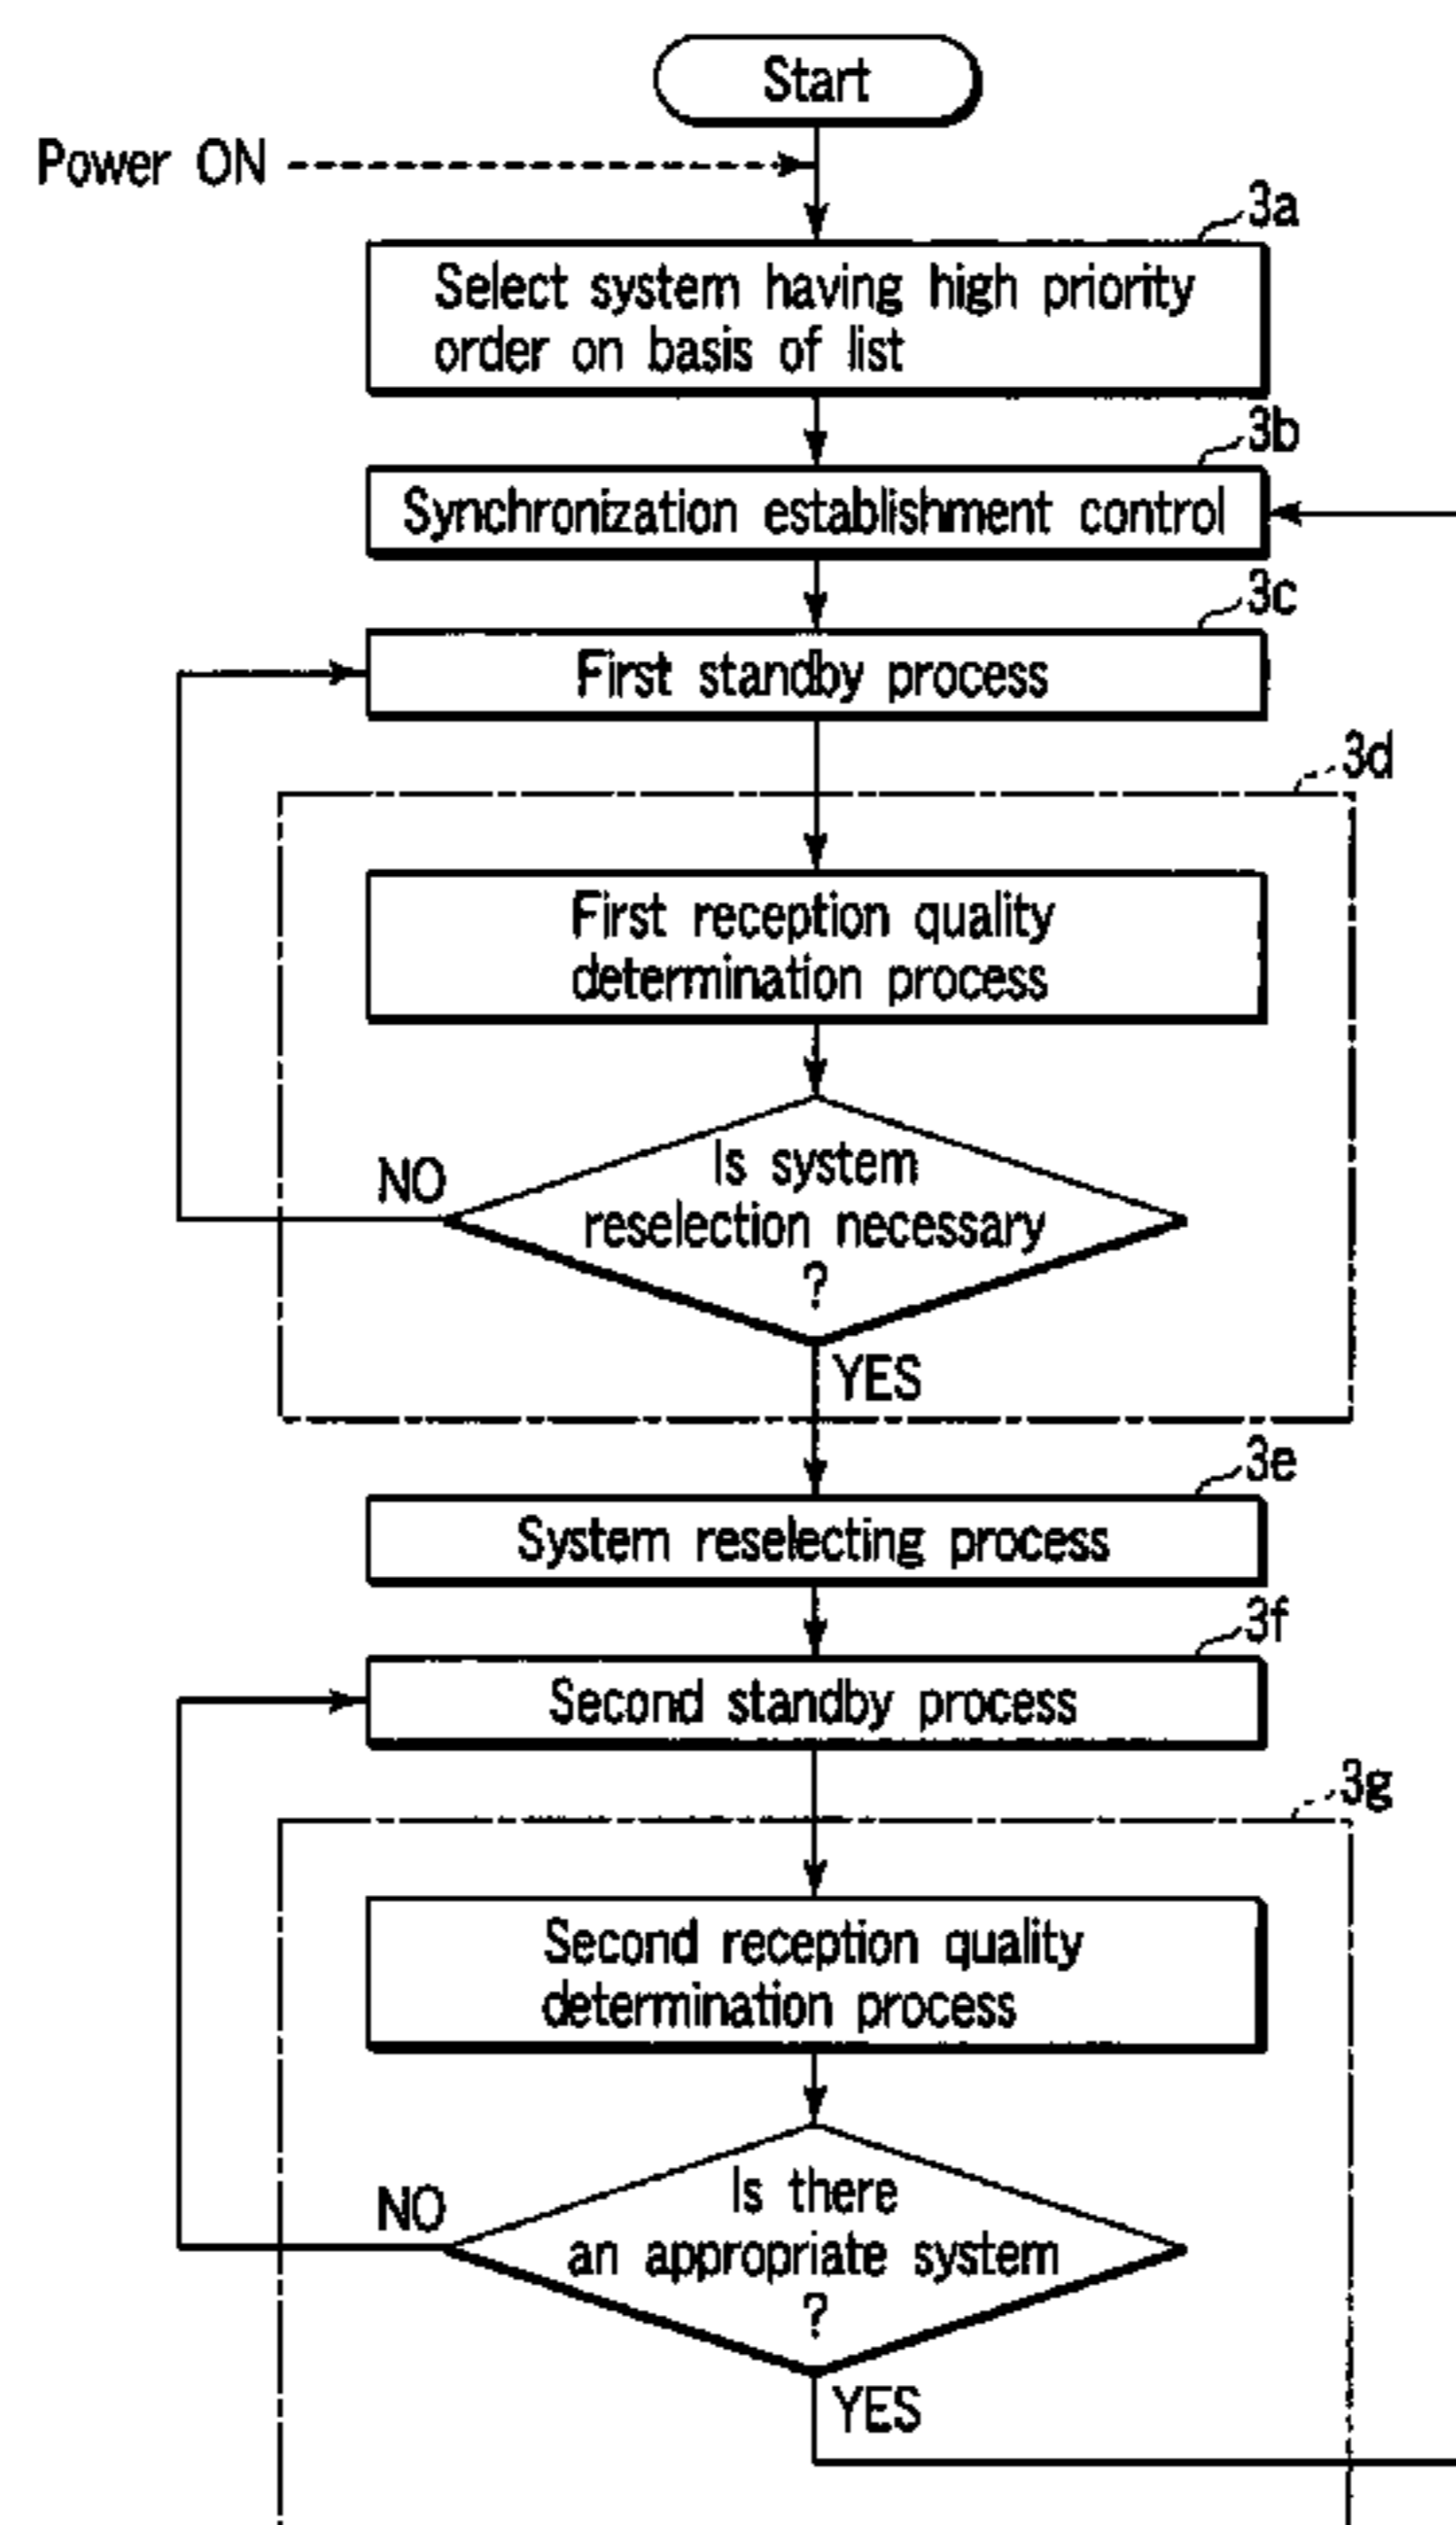 Start
Power ON
3a
Select system having high priority
order on basis of list
3b
Synchronization establishment control
3c
First standby process
3d
First reception quality
determination process
Is system
reselection necessary
?
NO
YES
3e
System reselecting process
3f
Second standby process
3g
Second reception quality
determination process
Is there
an appropriate system
?
NO
YES